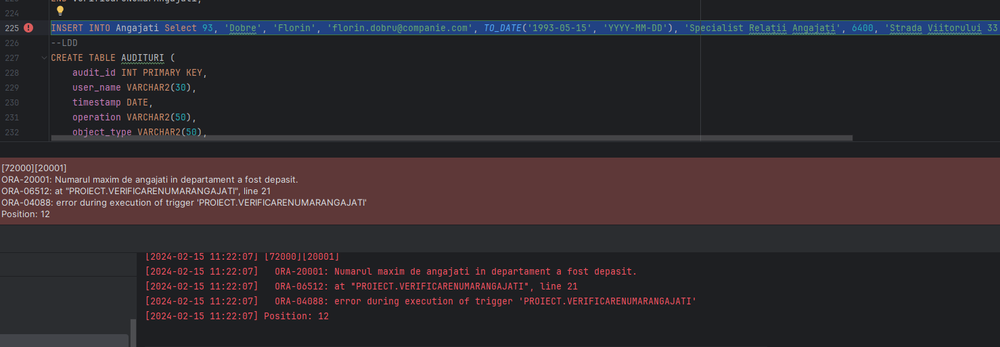 224
225 INSERT INTO Angajati Select 93, 'Dobre', 'Florin', 'florin.dobru@companie.com', TO_DATE('1993-05-15', 'YYYY-MM-DD'), 'Specialist Relații Angajați', 6400, 'Strada Viitorului 33
226 --LDD
227 CREATE TABLE AUDITURI (
228 audit_id INT PRIMARY KEY,
229 user_name VARCHAR2(30),
230 timestamp DATE,
231 operation VARCHAR2(50),
232 object_type VARCHAR2(50),
[72000][20001]
ORA-20001: Numarul maxim de angajati in departament a fost depasit.
ORA-06512: at "PROIECT.VERIFICARENUMARANGAJATI", line 21
ORA-04088: error during execution of trigger 'PROIECT.VERIFICARENUMARANGAJATI'
Position: 12
[2024-02-15 11:22:07] [72000][20001]
[2024-02-15 11:22:07] ORA-20001: Numarul maxim de angajati in departament a fost depasit.
[2024-02-15 11:22:07] ORA-06512: at "PROIECT.VERIFICARENUMARANGAJATI", line 21
[2024-02-15 11:22:07] ORA-04088: error during execution of trigger 'PROIECT.VERIFICARENUMARANGAJATI'
[2024-02-15 11:22:07] Position: 12